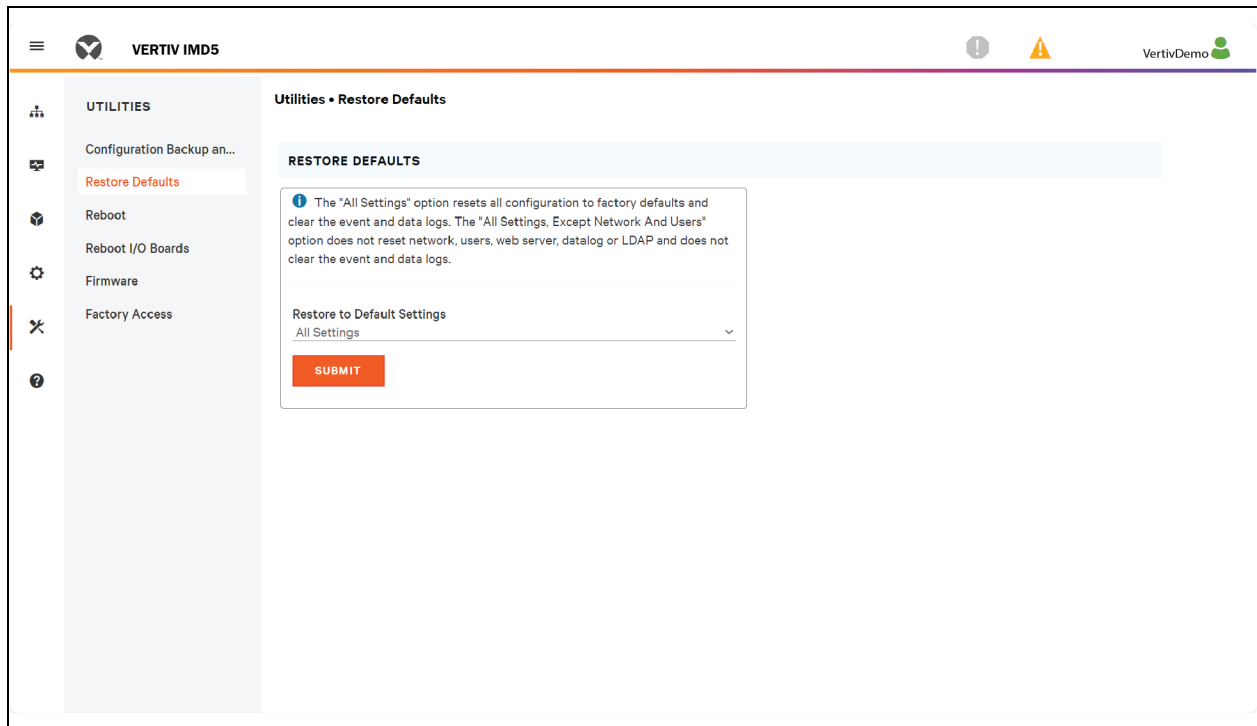 VERTIV IMD5
VertivDemo
UTILITIES
Configuration Backup an...
Restore Defaults
Reboot
Reboot I/O Boards
Firmware
Factory Access
Utilities • Restore Defaults
RESTORE DEFAULTS
The "All Settings" option resets all configuration to factory defaults and
clear the event and data logs. The "All Settings, Except Network And Users"
option does not reset network, users, web server, datalog or LDAP and does not
clear the event and data logs.
Restore to Default Settings
All Settings
SUBMIT